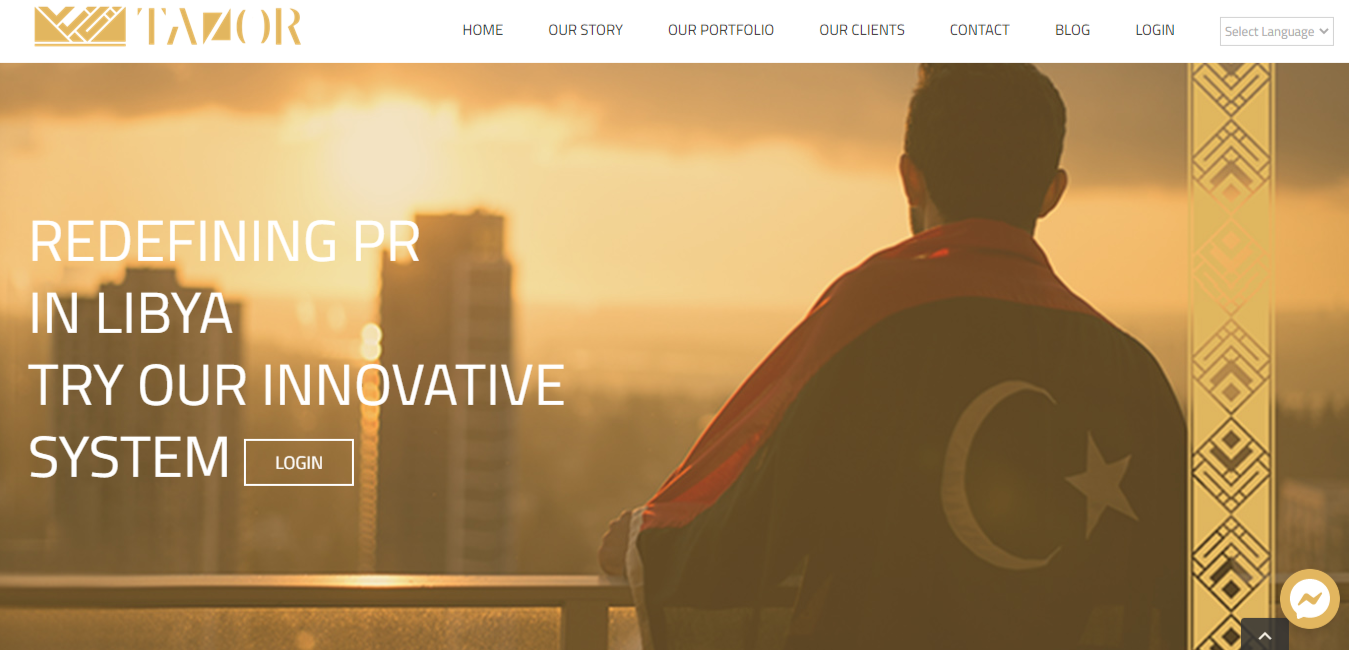 TAZOR
HOME OUR STORY OUR PORTFOLIO OUR CLIENTS CONTACT BLOG LOGIN Select Language
REDEFINING PR
IN LIBYA
TRY OUR INNOVATIVE
SYSTEM LOGIN